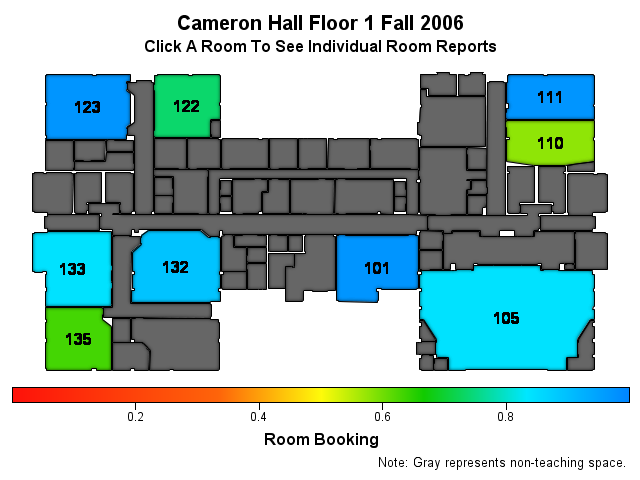 Cameron Hall Floor 1 Fall 2006
Click A Room To See Individual Room Reports
123
122
111
110
133
132
101
105
135
0.2 0.4 0.6 0.8
Room Booking
Note: Gray represents non-teaching space.